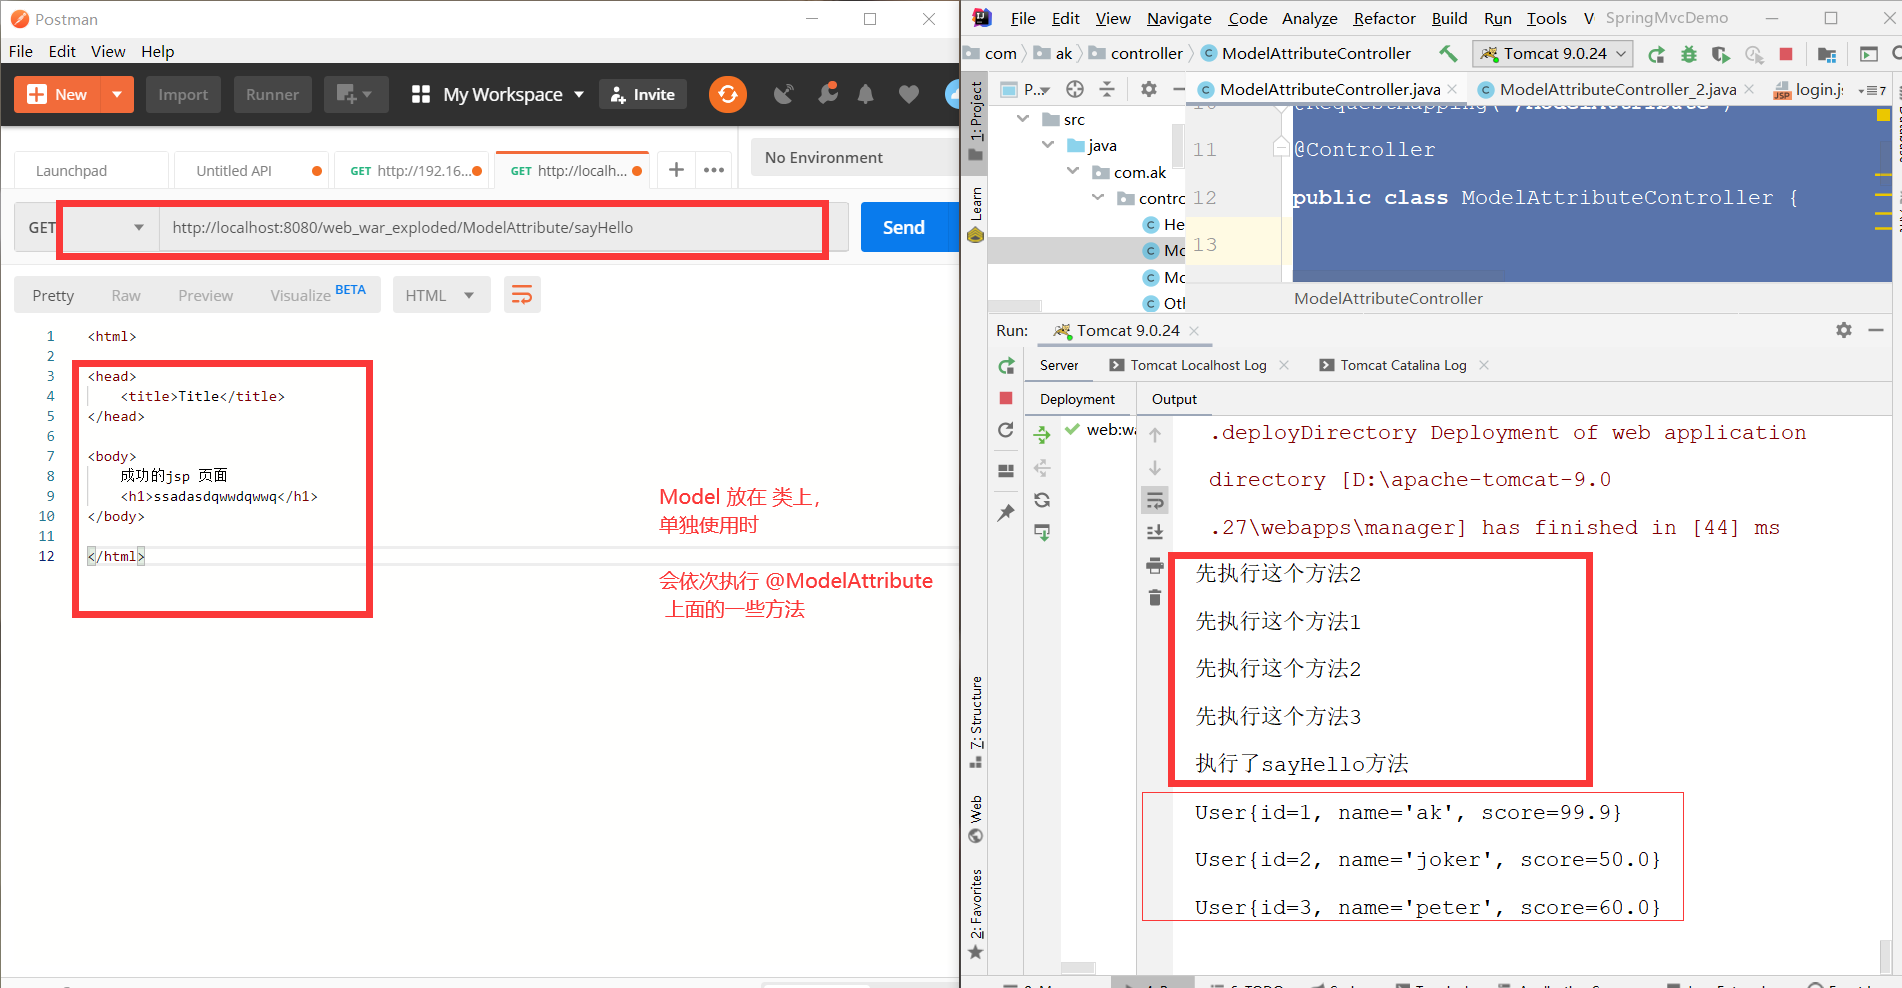 Postman
File Edit View Help
New Import Runner My Workspace Invite
Launchpad Untitled API GET http://192.16... GET http://localh... No Environment
GET http://localhost:8080/web_war_exploded/ModelAttribute/sayHello Send
Pretty Raw Preview Visualize BETA HTML
1 <html>
2
3 <head>
4 <title>Title</title>
5 </head>
6
7 <body>
8 成功的jsp 页面
9 <h1>ssadasdqwwdqwwq</h1>
10 </body>
11
12 </html>
Model 放在 类上，
单独使用时
会依次执行 @ModelAttribute
上面的一些方法
File Edit View Navigate Code Analyze Refactor Build Run Tools V SpringMvcDemo
com ak controller ModelAttributeController Tomcat 9.0.24
1: Project
P.. ModelAttributeController.java ModelAttributeController_2.java login.js 7
src
java
com.ak
contro
He
Mo
Mo
Ot
Learn
11 @Controller
12 public class ModelAttributeController {
13
ModelAttributeController
Run: Tomcat 9.0.24
Server Tomcat Localhost Log Tomcat Catalina Log
Deployment Output
web:wa
.deployDirectory Deployment of web application
directory [D:\apache-tomcat-9.0
.27\webapps\manager] has finished in [44] ms
先执行这个方法2
先执行这个方法1
先执行这个方法2
先执行这个方法3
执行了sayHello方法
User{id=1, name='ak', score=99.9}
User{id=2, name='joker', score=50.0}
User{id=3, name='peter', score=60.0}
7: Structure
Web
2: Favorites